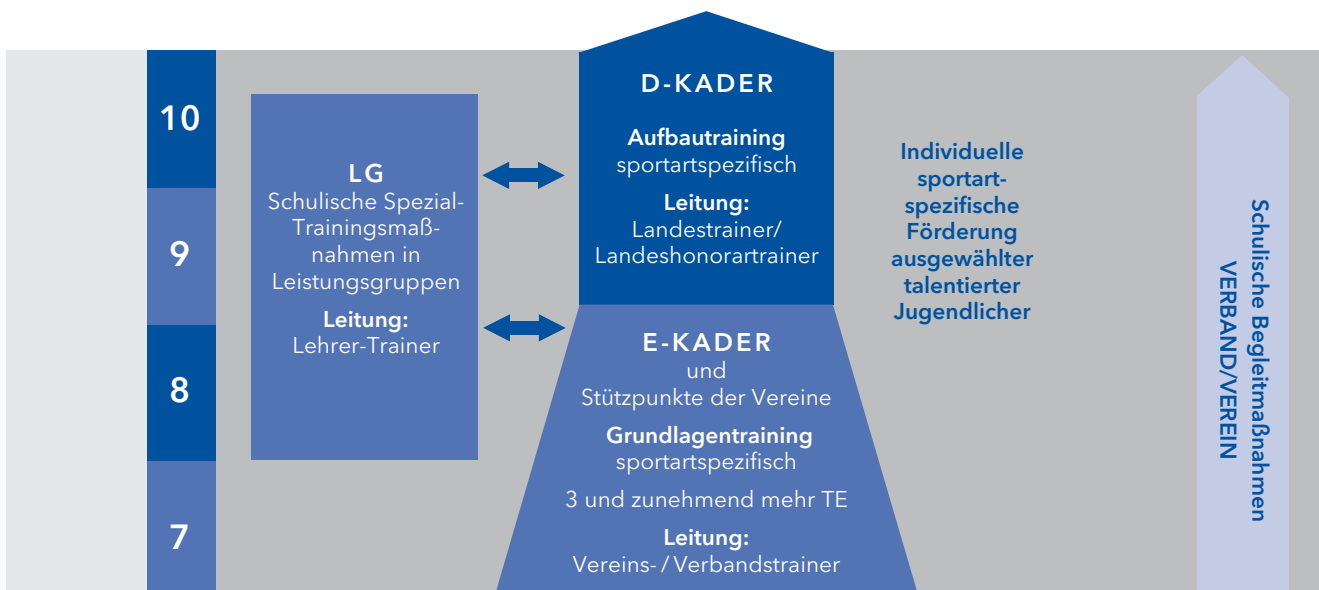 10
9
8
7
LG
Schulische Spezial-
Trainingsmaß-
nahmen in
Leistungsgruppen
Leitung:
Lehrer-Trainer
D-KADER
Aufbautraining
sportartspezifisch
Leitung:
Landestrainer/
Landeshonorartrainer
E-KADER
und
Stützpunkte der Vereine
Grundlagentraining
sportartspezifisch
3 und zunehmend mehr TE
Leitung:
Vereins- / Verbandstrainer
Individuelle
sportart-
spezifische
Förderung
ausgewählter
talentierter
Jugendlicher
Schulische Begleitmaßnahmen
VERBAND/VEREIN